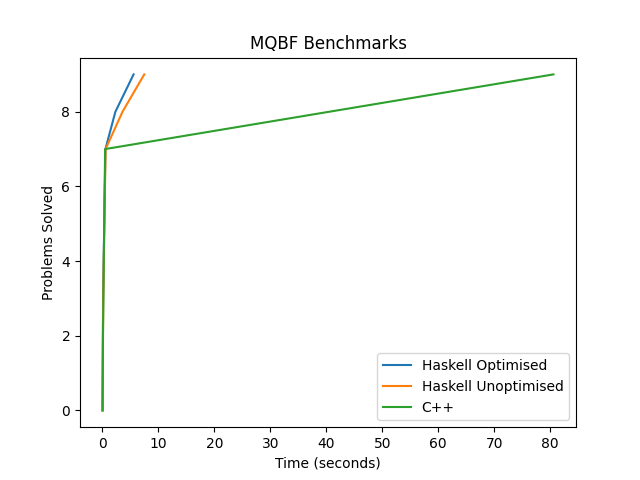 MQBF Benchmarks
Problems Solved
8
6
4
2
0
0 10 20 30 40 50 60 70 80
Time (seconds)
Haskell Optimised
Haskell Unoptimised
C++